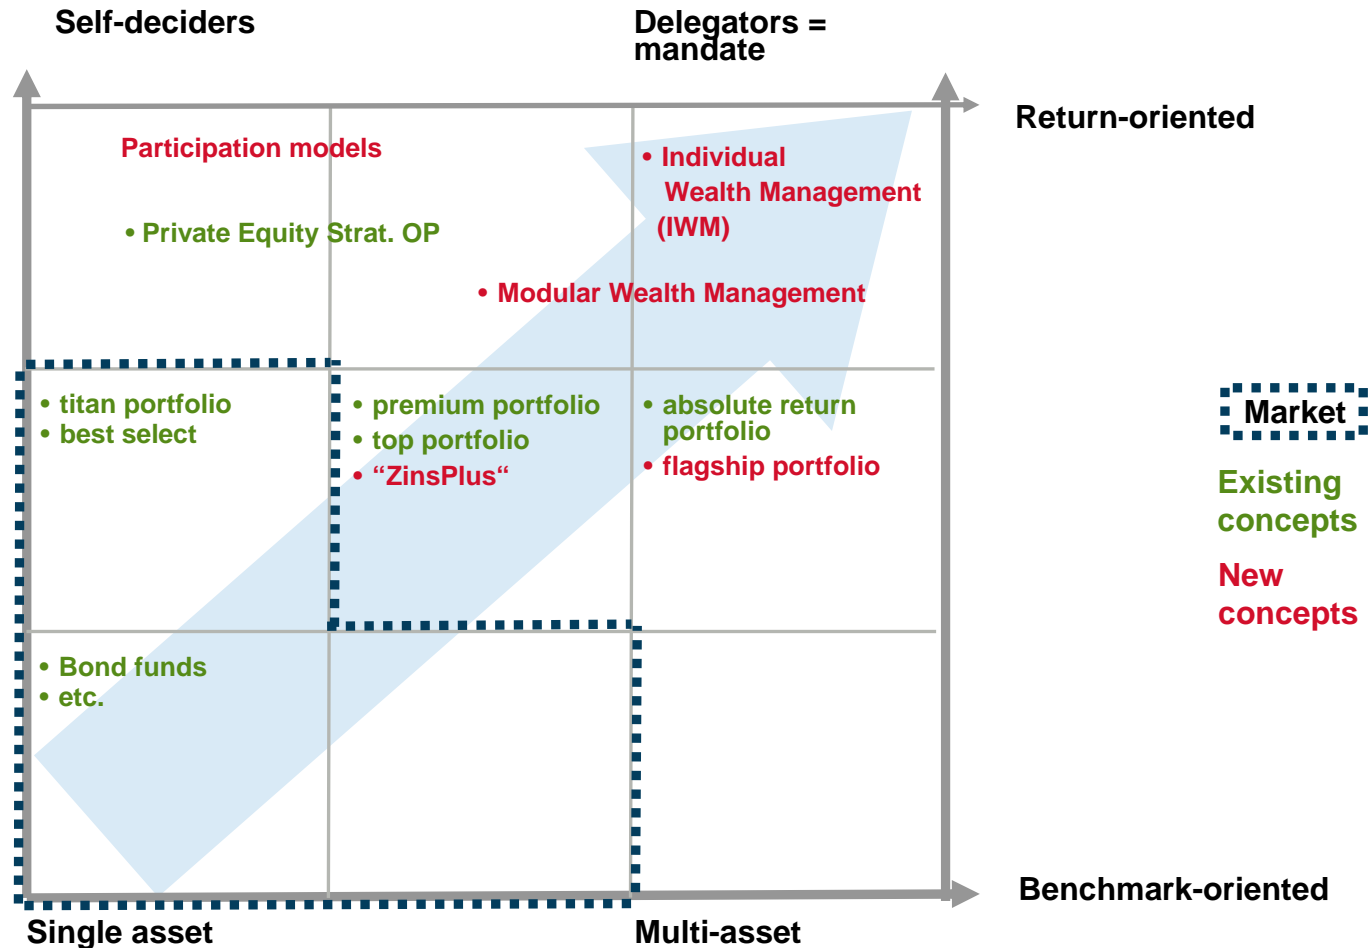 Self-deciders
Delegators =
mandate
Return-oriented
Participation models
• Individual
Wealth Management
(IWM)
• Private Equity Strat. OP
• Modular Wealth Management
• titan portfolio
• best select
• premium portfolio
• top portfolio
• “ZinsPlus“
• absolute return
portfolio
• flagship portfolio
Market
Existing
concepts
New
concepts
• Bond funds
• etc.
Benchmark-oriented
Single asset
Multi-asset